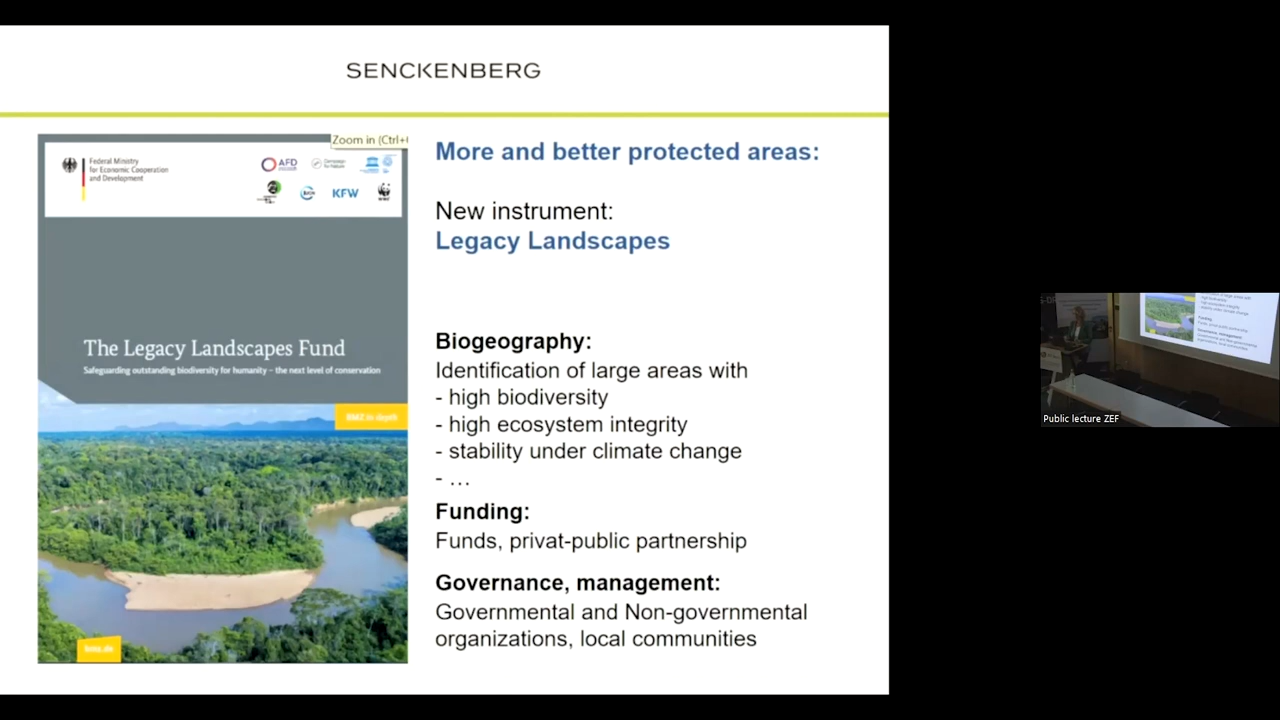 SENCKENBERG
Zoom in (Ctrl+
Federal Ministry
for Economic Cooperation
and Development
AFD
KFW
WWF
The Legacy Landscapes Fund
Safeguarding outstanding biodiversity for humanity – the next level of conservation
BMZ in depth
bmz.de
More and better protected areas:
New instrument:
Legacy Landscapes
Biogeography:
Identification of large areas with
- high biodiversity
- high ecosystem integrity
- stability under climate change
- …
Funding:
Funds, privat-public partnership
Governance, management:
Governmental and Non-governmental
organizations, local communities
Public lecture ZEF